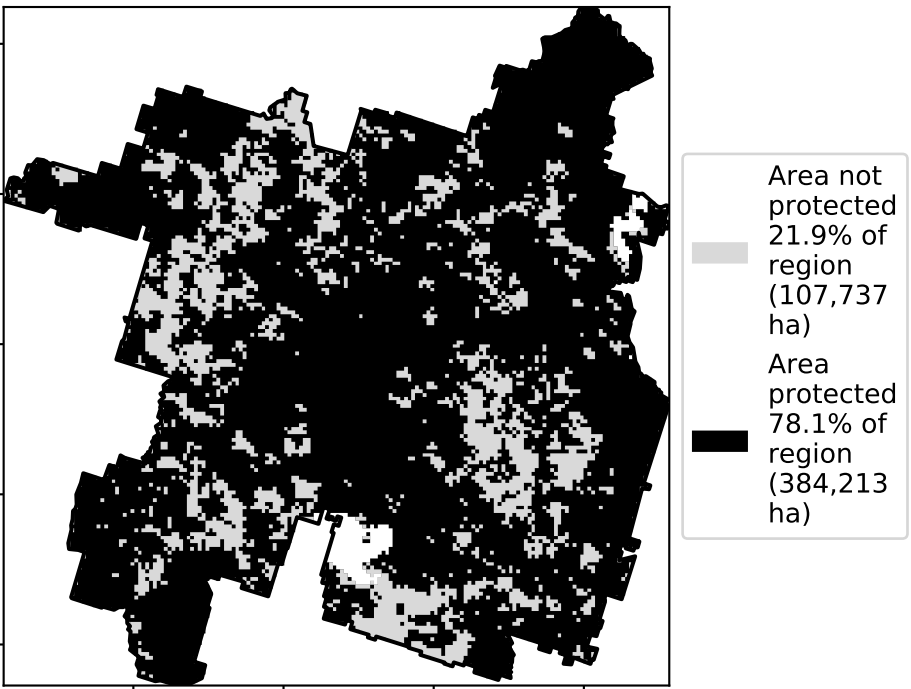 Area not
protected
21.9% of
region
(107,737
ha)
Area
protected
78.1% of
region
(384,213
ha)